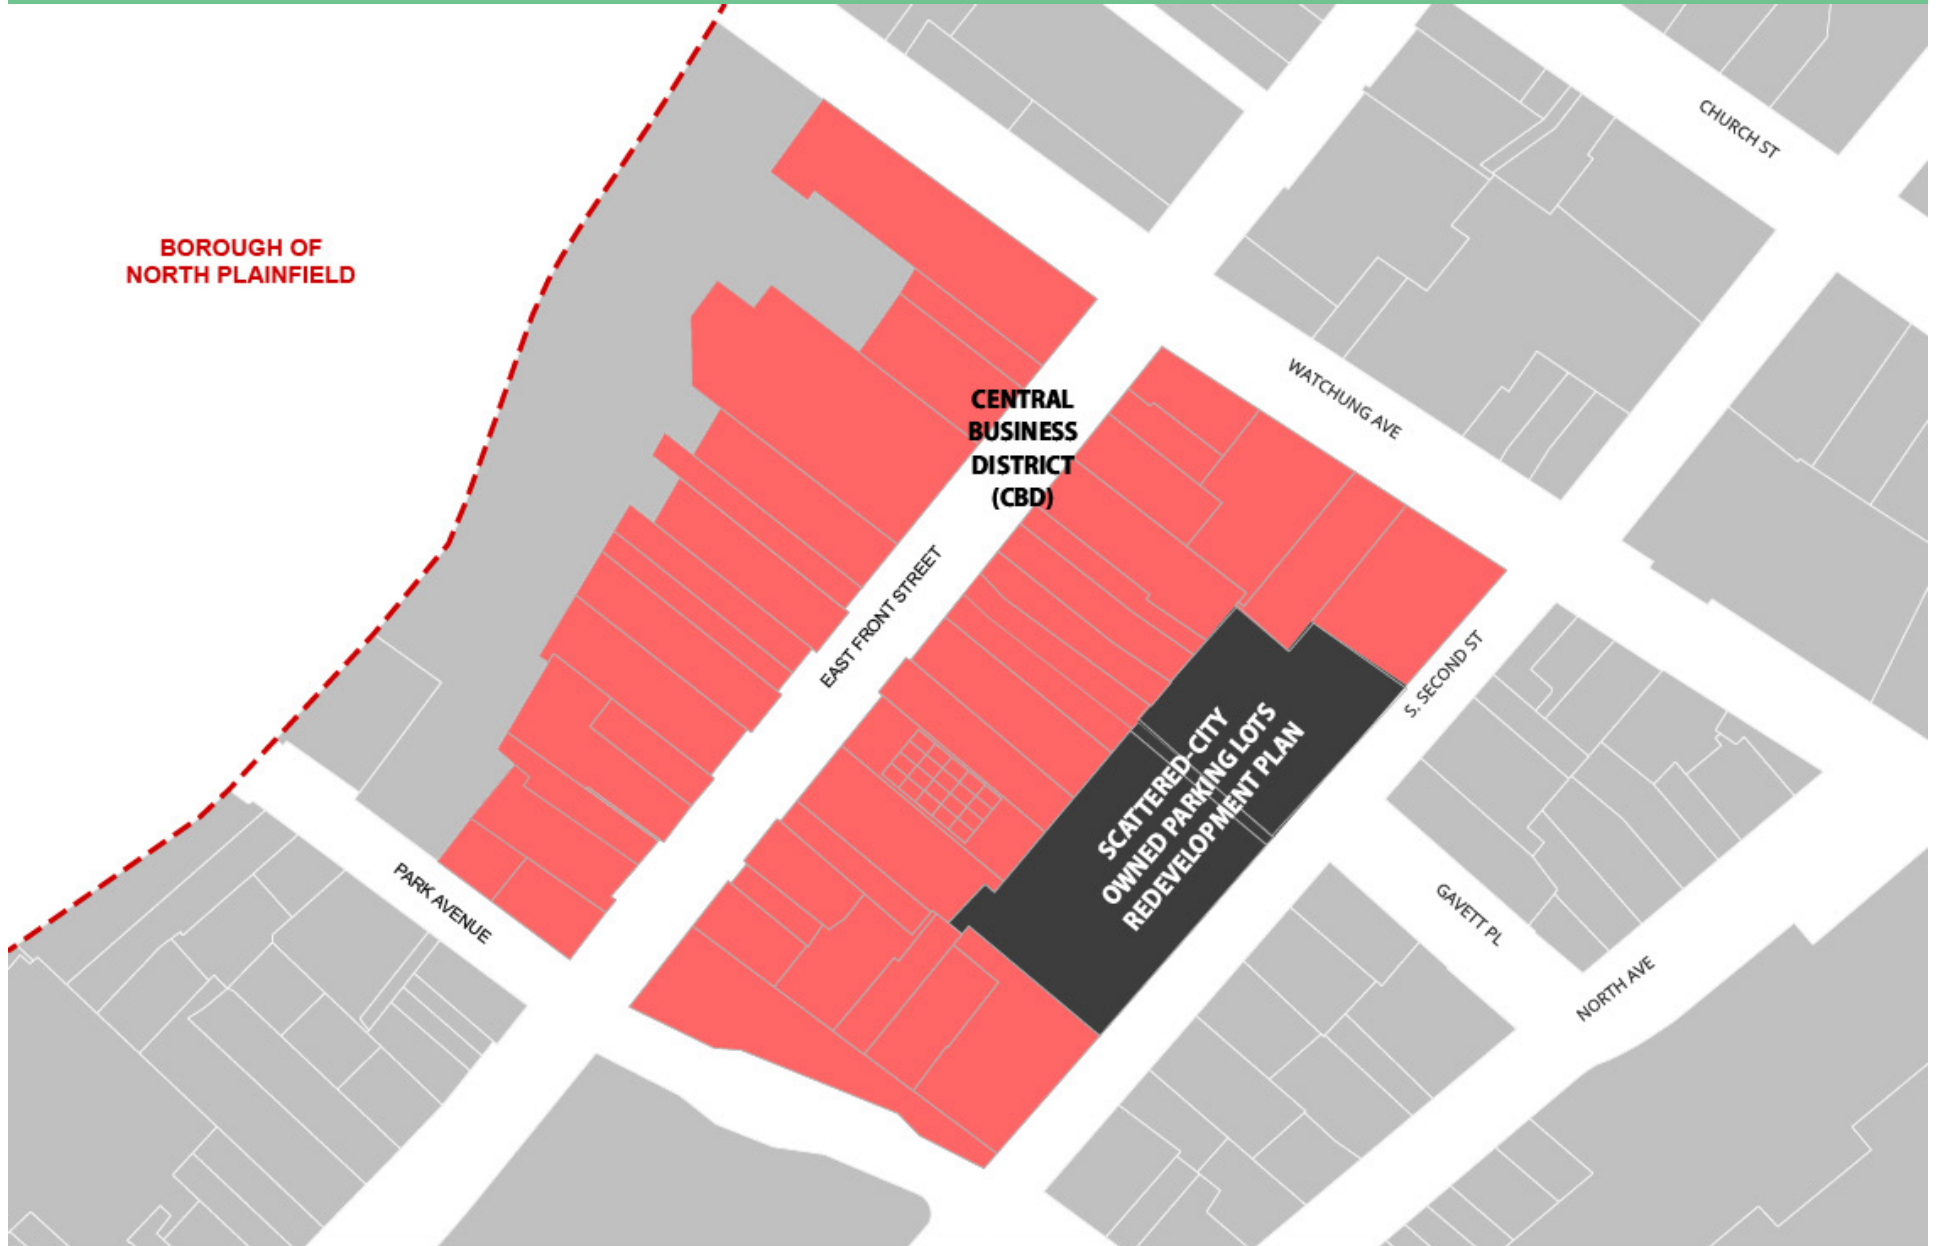 CHURCH ST
BOROUGH OF
NORTH PLAINFIELD
WATCHUNG AVE
CENTRAL
BUSINESS
DISTRICT
(CBD)
EAST FRONT STREET
S. SECOND ST
SCATTERED-CITY
OWNED PARKING LOTS
REDEVELOPMENT PLAN
PARK AVENUE
GAVETT PL
NORTH AVE